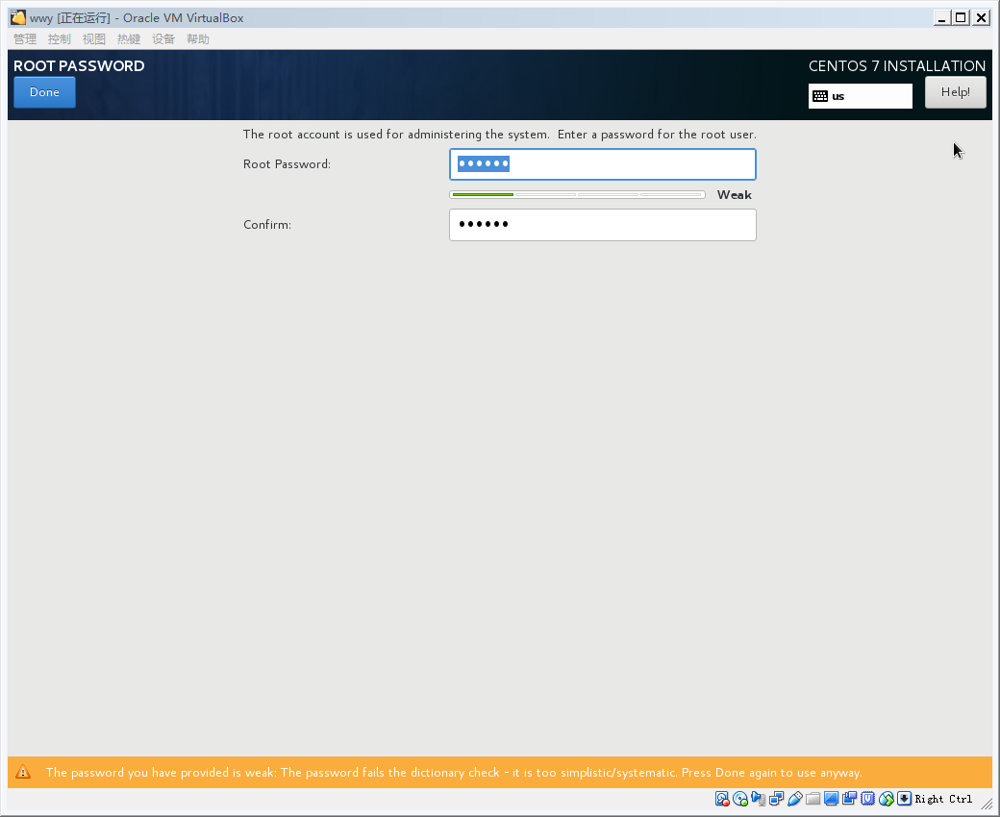 wwy [正在运行] - Oracle VM VirtualBox
管理 控制 视图 热键 设备 帮助
ROOT PASSWORD
CENTOS 7 INSTALLATION
Done
us
Help!
The root account is used for administering the system. Enter a password for the root user.
Root Password:
••••••
Weak
Confirm:
••••••
The password you have provided is weak: The password fails the dictionary check - it is too simplistic/systematic. Press Done again to use anyway.
Right Ctrl